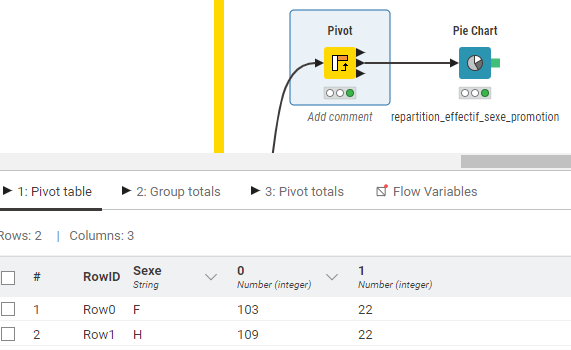 Pivot
Pie Chart
Add comment
repartition_effectif_sexe_promotion
1: Pivot table
2: Group totals
3: Pivot totals
Flow Variables
Rows: 2 | Columns: 3
# RowID Sexe 0 1
String Number (integer) Number (integer)
1 Row0 F 103 22
2 Row1 H 109 22